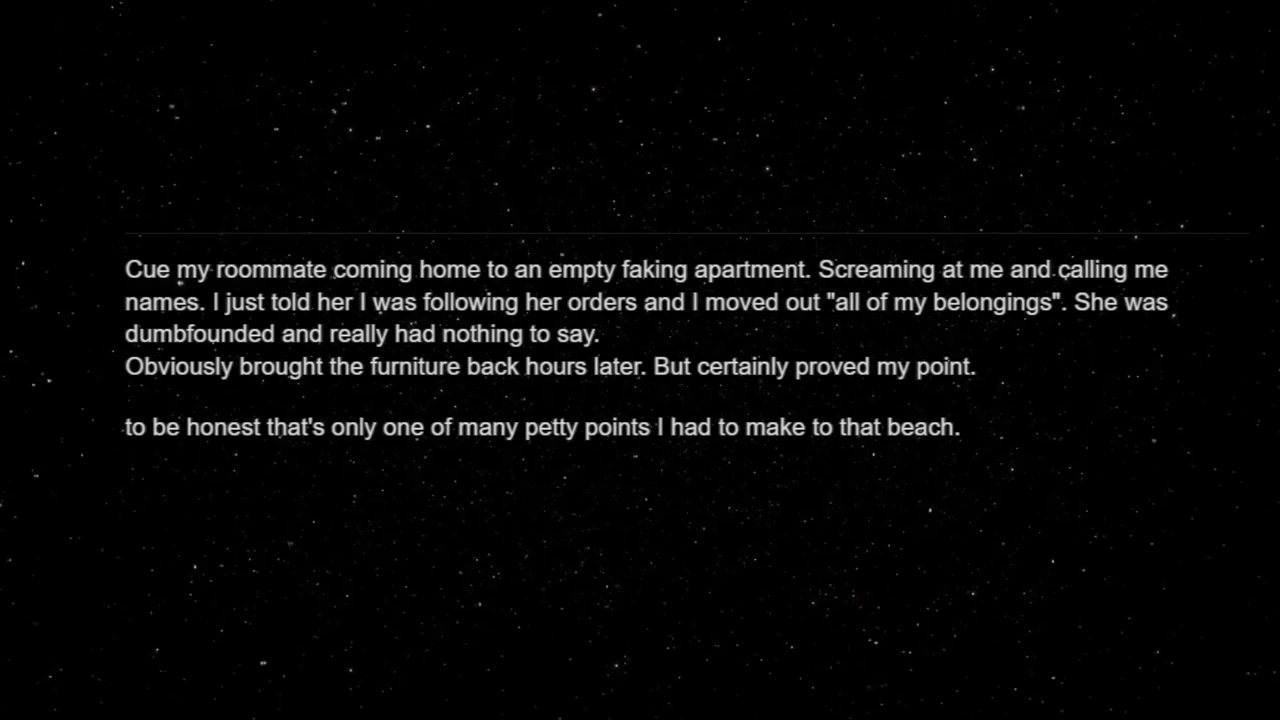 Cue my roommate coming home to an empty faking apartment. Screaming at me and calling me
names. I just told her I was following her orders and I moved out "all of my belongings". She was
dumbfounded and really had nothing to say.
Obviously brought the furniture back hours later. But certainly proved my point.
to be honest that's only one of many petty points I had to make to that beach.